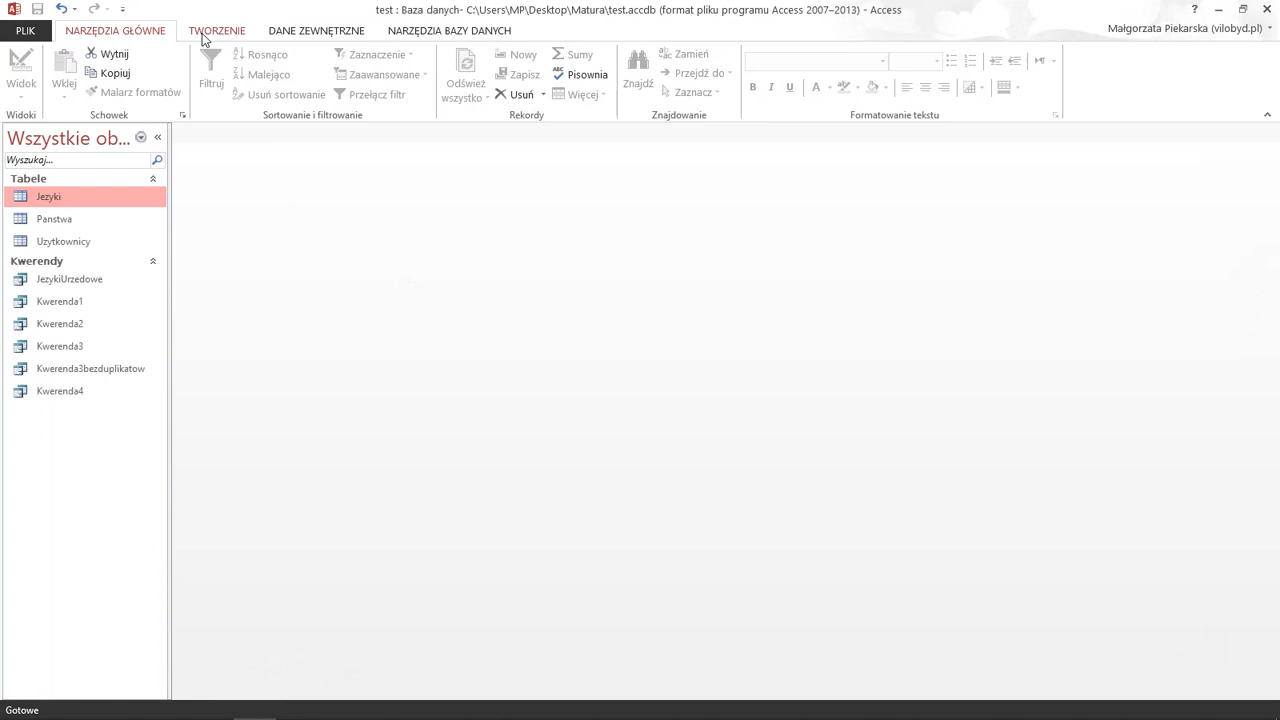 test : Baza danych- C:\Users\MP\Desktop\Matura\test.accdb (format pliku programu Access 2007–2013) - Access
PLIK NARZĘDZIA GŁÓWNE TWORZENIE DANE ZEWNĘTRZNE NARZĘDZIA BAZY DANYCH Małgorzata Piekarska (vilobyd.pl)
Widok
Widoki
Wklej
Wytnij
Kopiuj
Malarz formatów
Schowek
Filtruj
Rosnąco
Malejąco
Usuń sortowanie
Zaznaczenie
Zaawansowane
Przełącz filtr
Sortowanie i filtrowanie
Odśwież
wszystko
Nowy
Zapisz
Usuń
Sumy
Pisownia
Więcej
Rekordy
Znajdź
Zamień
Przejdź do
Zaznacz
Znajdowanie
B I U A
Formatowanie tekstu
Wszystkie ob...
Wyszukaj...
Tabele
Jezyki
Panstwa
Uzytkownicy
Kwerendy
JezykiUrzedowe
Kwerenda1
Kwerenda2
Kwerenda3
Kwerenda3bezduplikatow
Kwerenda4
Gotowe